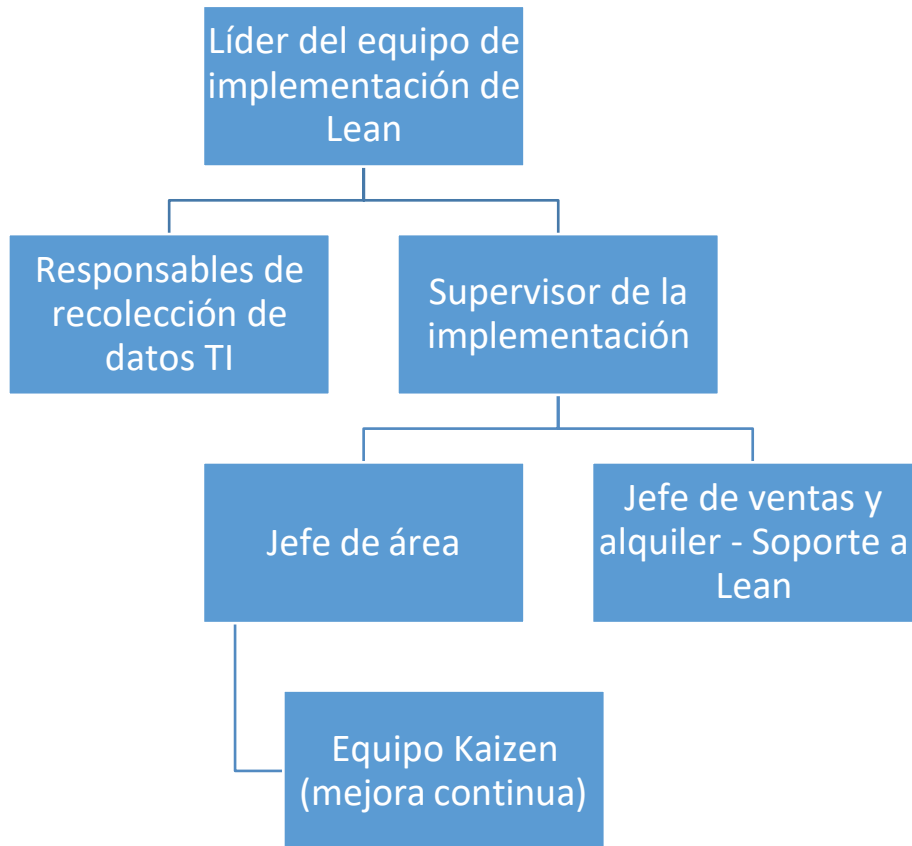 Líder del equipo de
implementación de
Lean
Responsables de
recolección de
datos TI
Supervisor de la
implementación
Jefe de área
Jefe de ventas y
alquiler - Soporte a
Lean
Equipo Kaizen
(mejora continua)